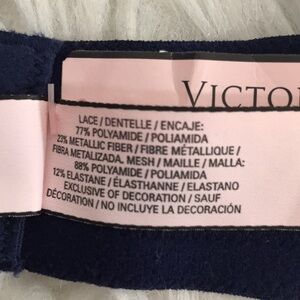 VICTO
LACE / DENTELLE / ENCAJE:
77% POLYAMIDE / POLIAMIDA
23% METALLIC FIBER / FIBRE MÉTALLIQUE /
FIBRA METALIZADA. MESH / MAILLE / MALLA:
88% POLYAMIDE / POLIAMIDA
12% ELASTANE / ÉLASTHANNE / ELASTANO
EXCLUSIVE OF DECORATION / SAUF
DÉCORATION / NO INCLUYE LA DECORACIÓN